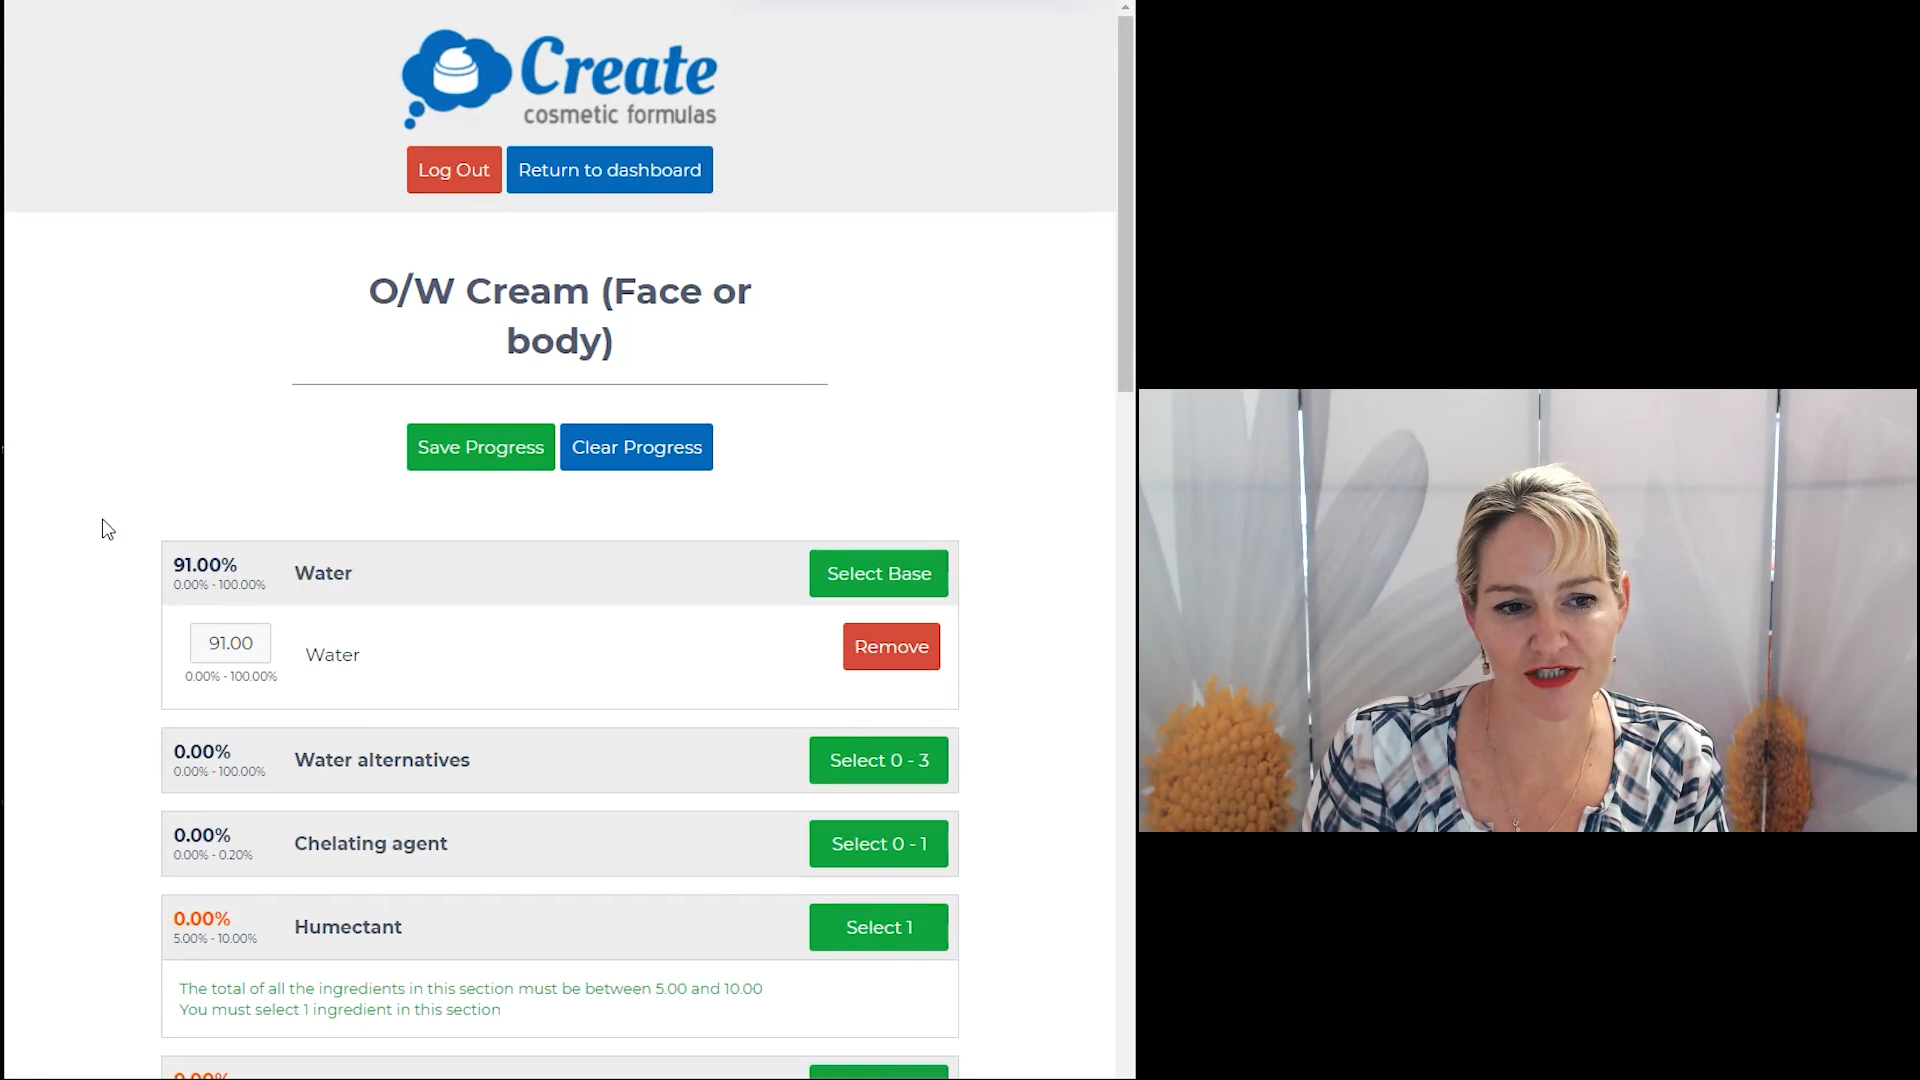 Create
cosmetic formulas
Log Out
Return to dashboard
O/W Cream (Face or
body)
Save Progress
Clear Progress
91.00%
0.00% - 100.00%
Water
Select Base
91.00
0.00% - 100.00%
Water
Remove
0.00%
0.00% - 100.00%
Water alternatives
Select 0 - 3
0.00%
0.00% - 0.20%
Chelating agent
Select 0 - 1
0.00%
5.00% - 10.00%
Humectant
Select 1
The total of all the ingredients in this section must be between 5.00 and 10.00
You must select 1 ingredient in this section